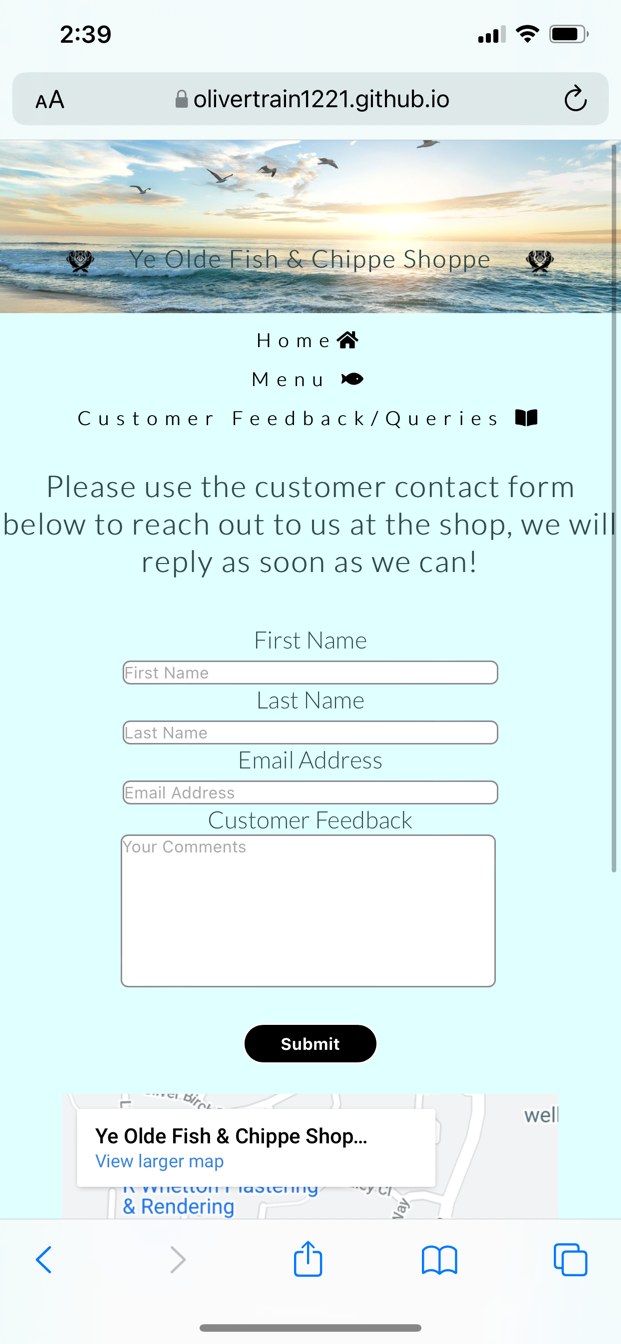 2:39
AA olivertrain1221.github.io
Ye Olde Fish & Chippe Shoppe
Home
Menu
Customer Feedback/Queries
Please use the customer contact form
below to reach out to us at the shop, we will
reply as soon as we can!
First Name
First Name
Last Name
Last Name
Email Address
Email Address
Customer Feedback
Your Comments
Submit
well
Ye Olde Fish & Chippe Shop...
View larger map
R Whetton Plastering
& Rendering
Way